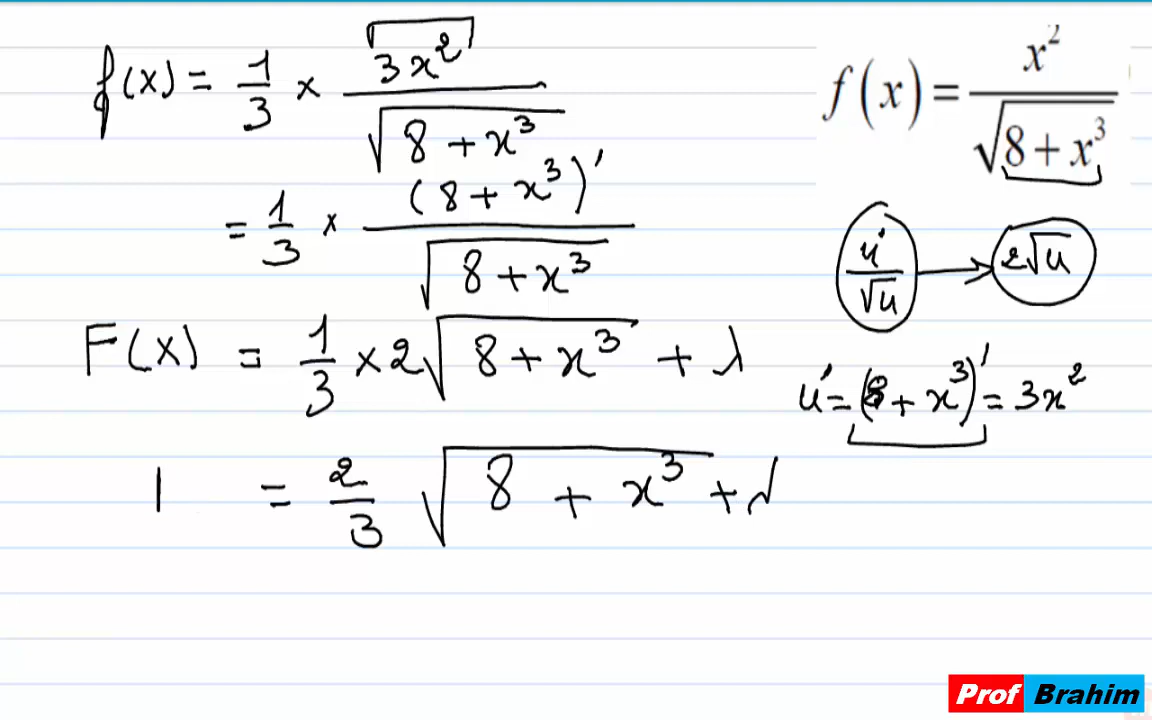 f(x) = 1/3 × 3x²/√(8 + x³)
f(x) = x²/√(8 + x³)
= 1/3 × (8 + x³)'/√(8 + x³)
u'/√u → 2√u
F(x) = 1/3 × 2√(8 + x³) + λ
u' = (8 + x³)' = 3x²
= 2/3 √(8 + x³) + λ
Prof Brahim